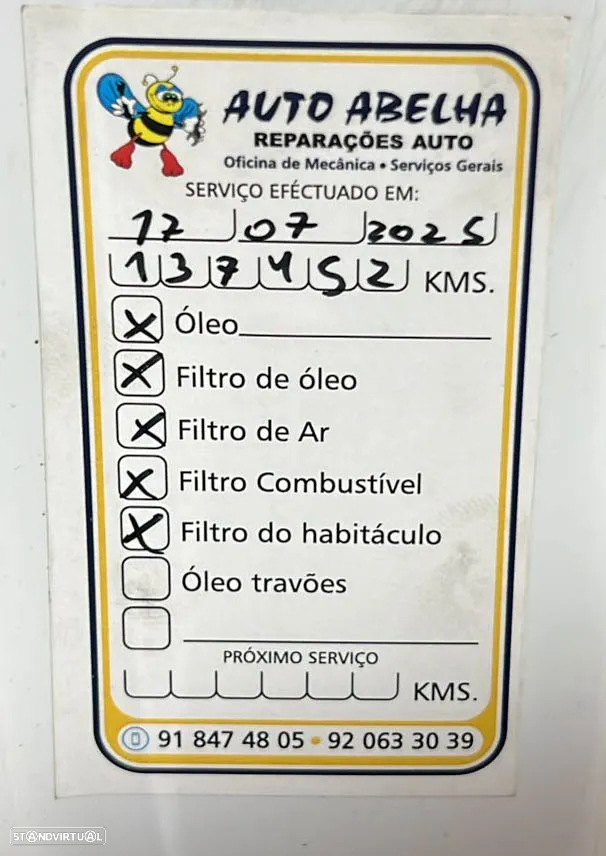 AUTO ABELHA
REPARAÇÕES AUTO
Oficina de Mecânica • Serviços Gerais
SERVIÇO EFÉCTUADO EM:
17 07 2025
137452 KMS.
X Óleo
X Filtro de óleo
X Filtro de Ar
X Filtro Combustível
X Filtro do habitáculo
Óleo travões
PRÓXIMO SERVIÇO
KMS.
91 847 48 05 • 92 063 30 39
STANDVIRTUAL